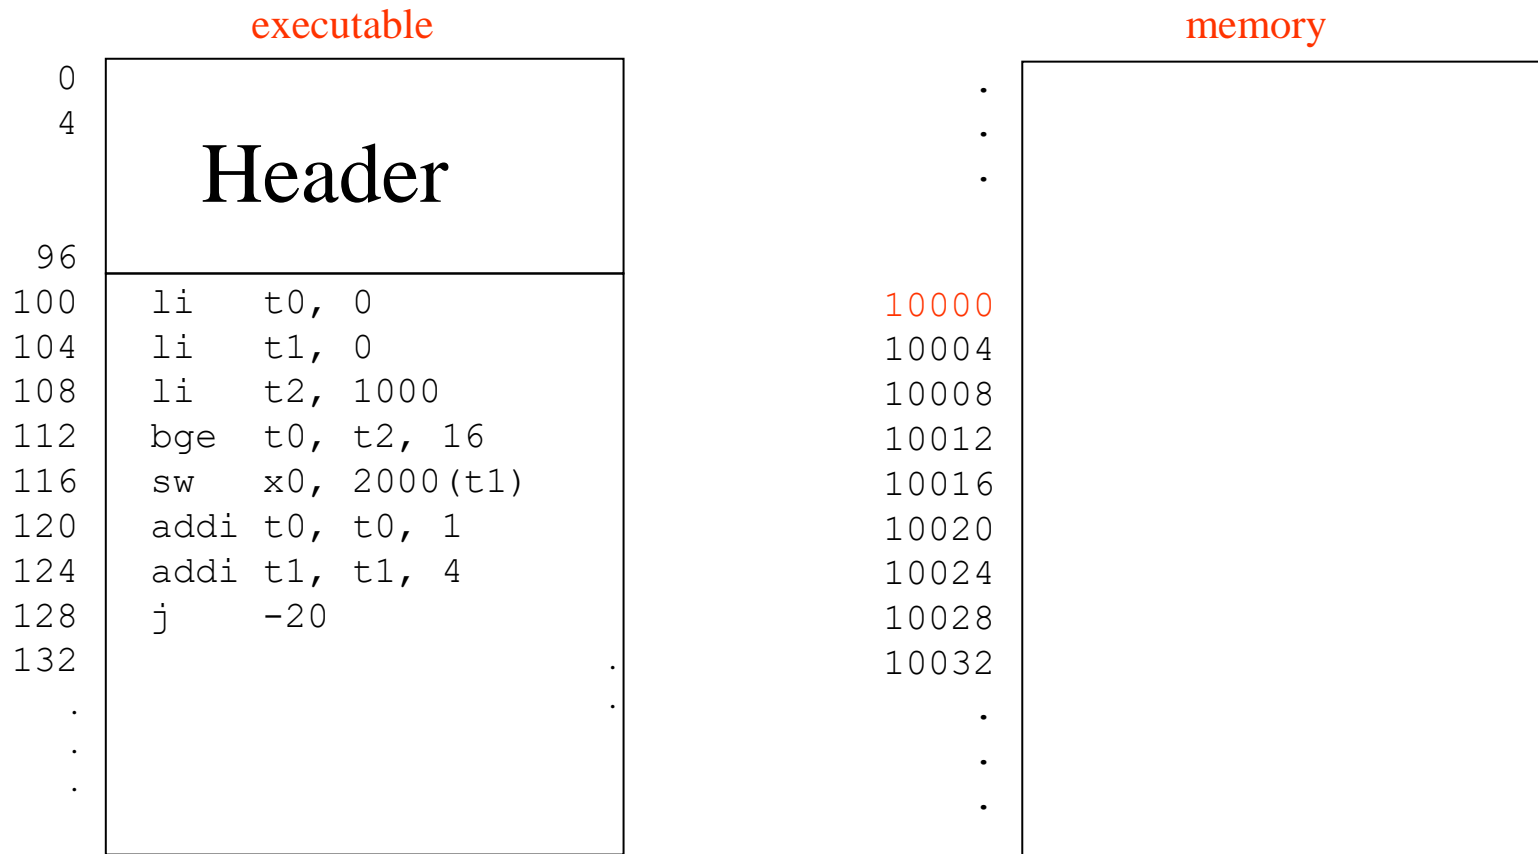 executable
0
4
Header
96
100 li t0, 0
104 li t1, 0
108 li t2, 1000
112 bge t0, t2, 16
116 sw x0, 2000(t1)
120 addi t0, t0, 1
124 addi t1, t1, 4
128 j -20
132 .
. .
.
.
memory
.
.
.
10000
10004
10008
10012
10016
10020
10024
10028
10032
.
.
.